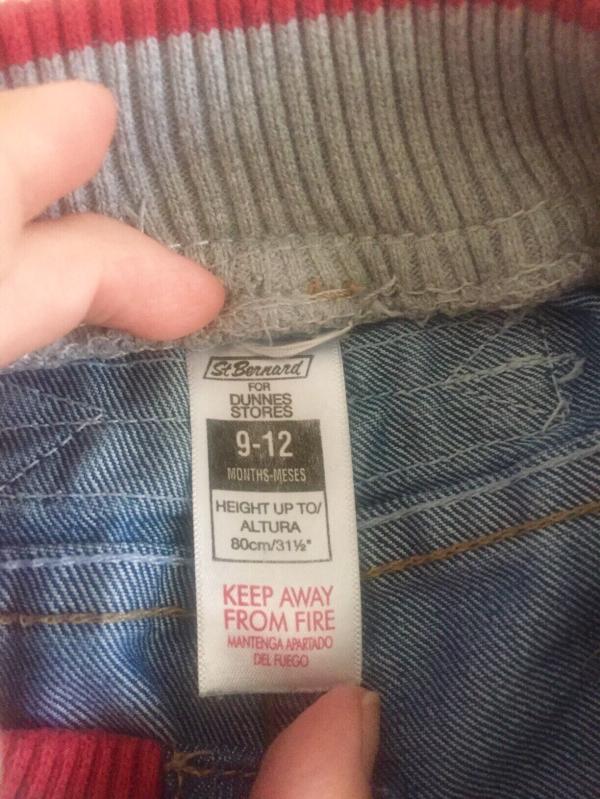 St Bernard
FOR
DUNNES
STORES
9-12
MONTHS-MESES
HEIGHT UP TO/
ALTURA
80cm/31½"
KEEP AWAY
FROM FIRE
MANTENGA APARTADO
DEL FUEGO